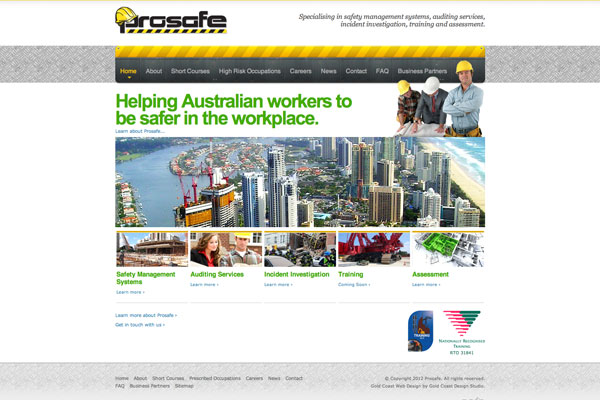 prosafe
Specialising in safety management systems, auditing services,
incident investigation, training and assessment.
Home About Short Courses High Risk Occupations Careers News Contact FAQ Business Partners
Helping Australian workers to
be safer in the workplace.
Learn about Prosafe...
Safety Management Systems
Learn more ›
Auditing Services
Learn more ›
Incident Investigation
Learn more ›
Training
Coming Soon ›
Assessment
Learn more ›
Learn more about Prosafe ›
Get in touch with us ›
TRAINING
NATIONALLY RECOGNISED
TRAINING
RTO 31841
Home About Short Courses Prescribed Occupations Careers News Contact
FAQ Business Partners Sitemap
© Copyright 2012 Prosafe. All rights reserved.
Gold Coast Web Design by Gold Coast Design Studio.